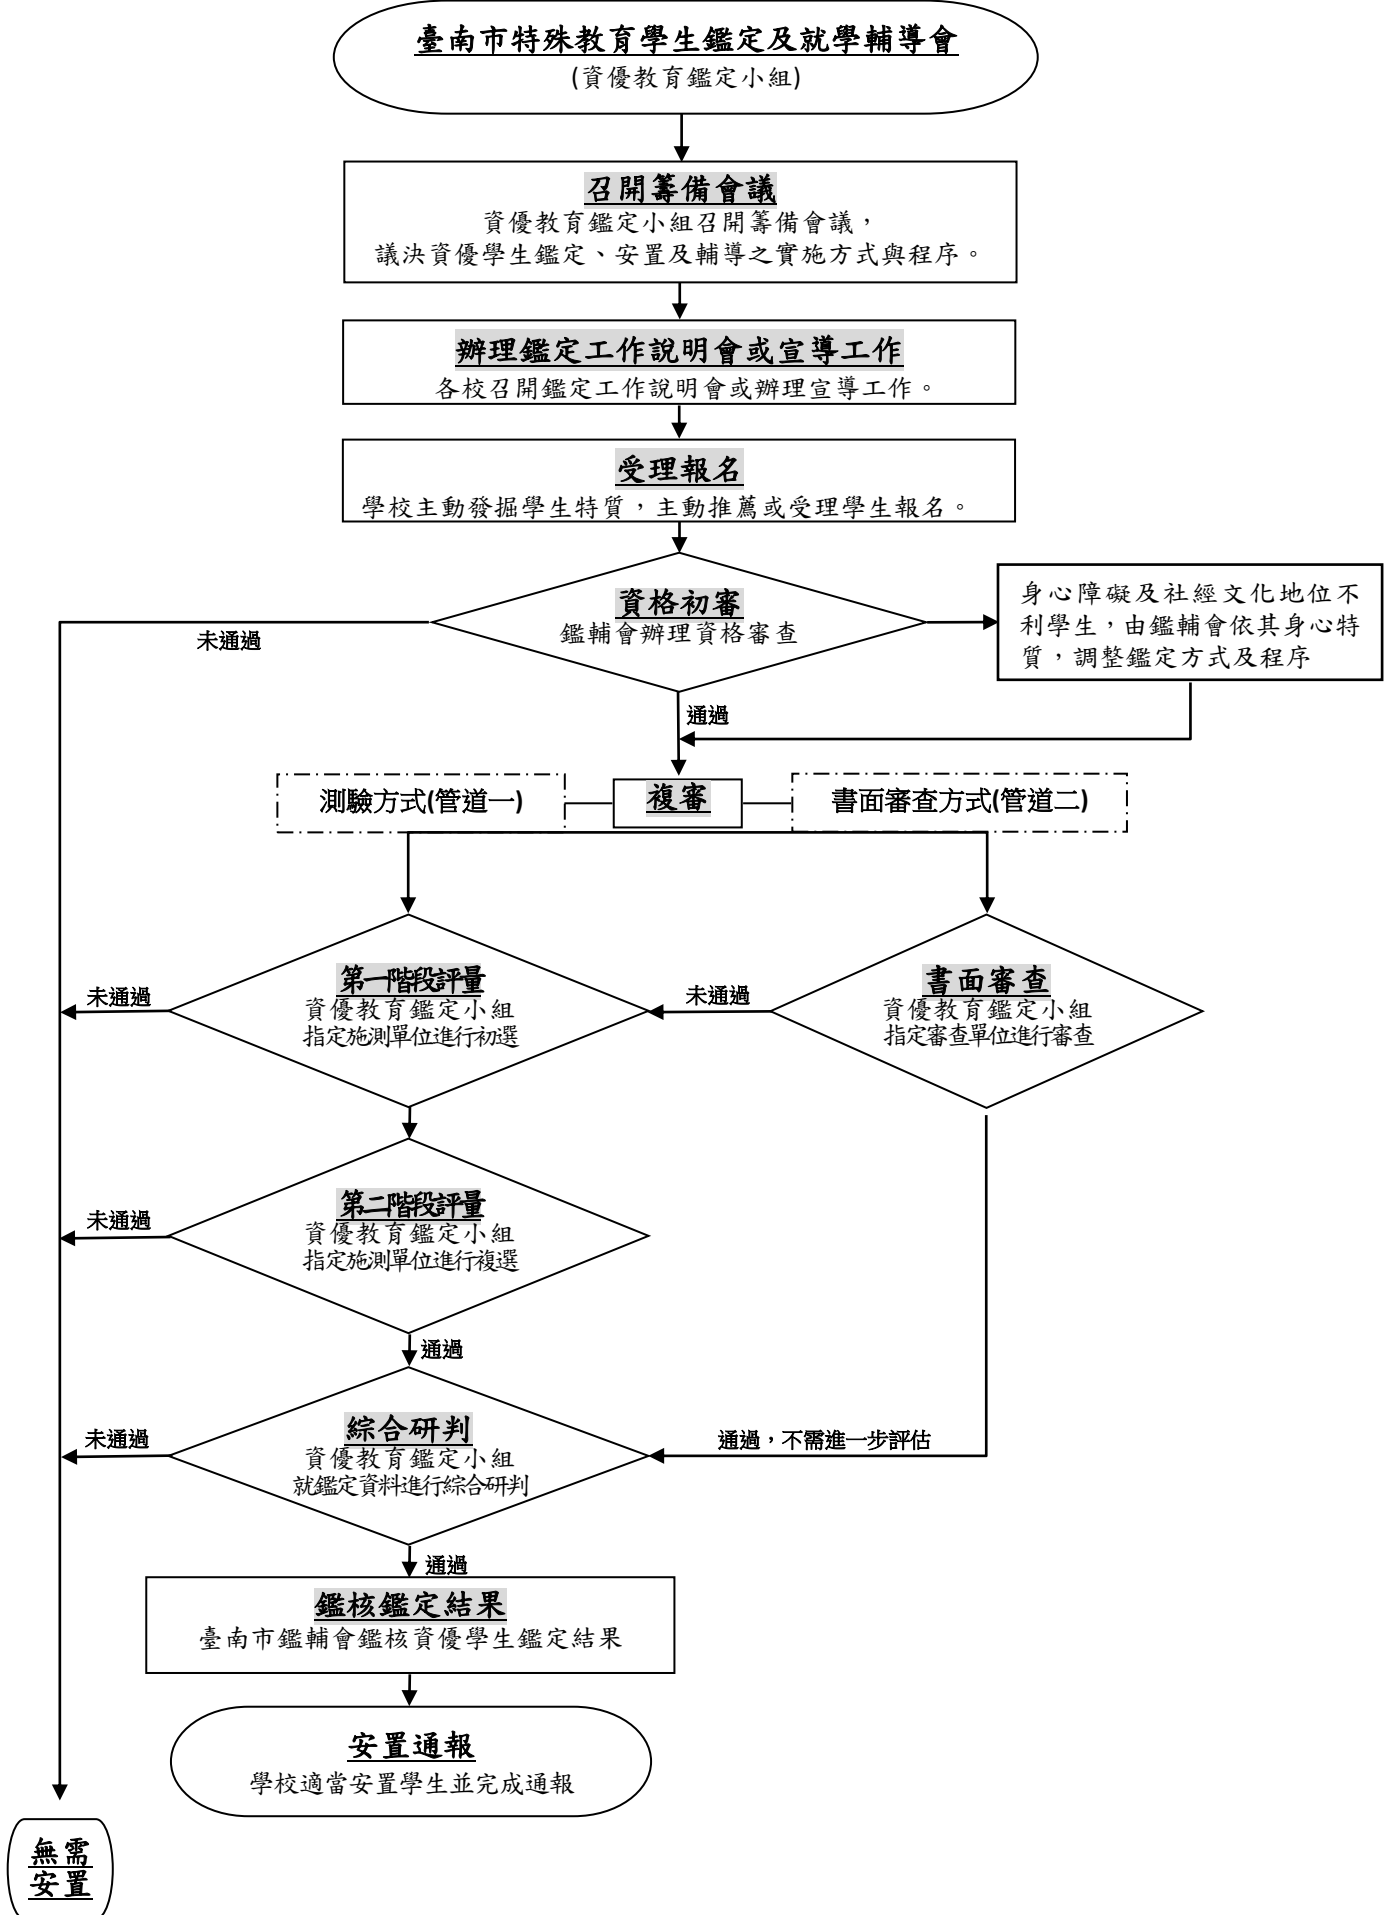 臺南市特殊教育學生鑑定及就學輔導會
(資優教育鑑定小組)
召開籌備會議
資優教育鑑定小組召開籌備會議，
議決資優學生鑑定、安置及輔導之實施方式與程序。
辦理鑑定工作說明會或宣導工作
各校召開鑑定工作說明會或辦理宣導工作。
受理報名
學校主動發掘學生特質，主動推薦或受理學生報名。
資格初審
鑑輔會辦理資格審查
未通過
身心障礙及社經文化地位不
利學生，由鑑輔會依其身心特
質，調整鑑定方式及程序
通過
測驗方式(管道一)
複審
書面審查方式(管道二)
第一階段評量
資優教育鑑定小組
指定施測單位進行初選
未通過
未通過
書面審查
資優教育鑑定小組
指定審查單位進行審查
第二階段評量
資優教育鑑定小組
指定施測單位進行複選
未通過
通過
綜合研判
資優教育鑑定小組
就鑑定資料進行綜合研判
未通過
通過，不需進一步評估
通過
鑑核鑑定結果
臺南市鑑輔會鑑核資優學生鑑定結果
安置通報
學校適當安置學生並完成通報
無需
安置